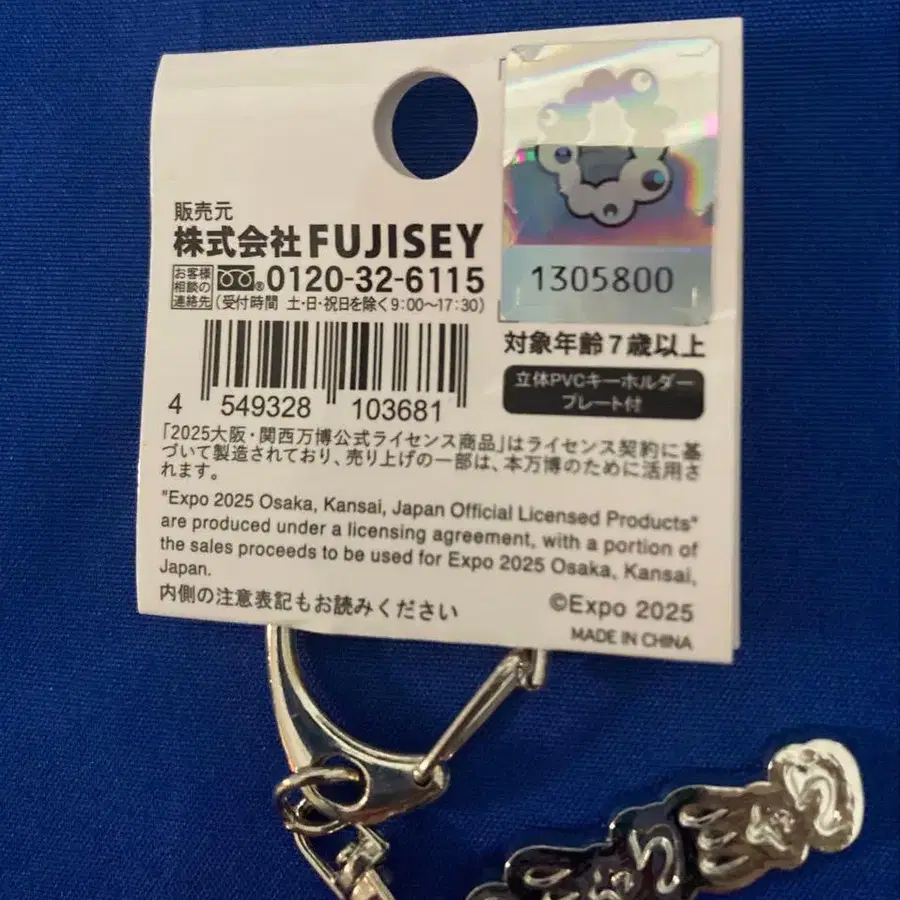 販売元
株式会社FUJISEY
お客様相談の連絡先 ®0120-32-6115
(受付時間 土・日・祝日を除く9:00〜17:30)
1305800
対象年齢7歳以上
立体PVCキーホルダー
プレート付
4 549328 103681
「2025大阪・関西万博公式ライセンス商品」はライセンス契約に基
づいて製造されており、売り上げの一部は、本万博のために活用さ
れます。
"Expo 2025 Osaka, Kansai, Japan Official Licensed Products"
are produced under a licensing agreement, with a portion of
the sales proceeds to be used for Expo 2025 Osaka, Kansai,
Japan.
内側の注意表記もお読みください
©Expo 2025
MADE IN CHINA